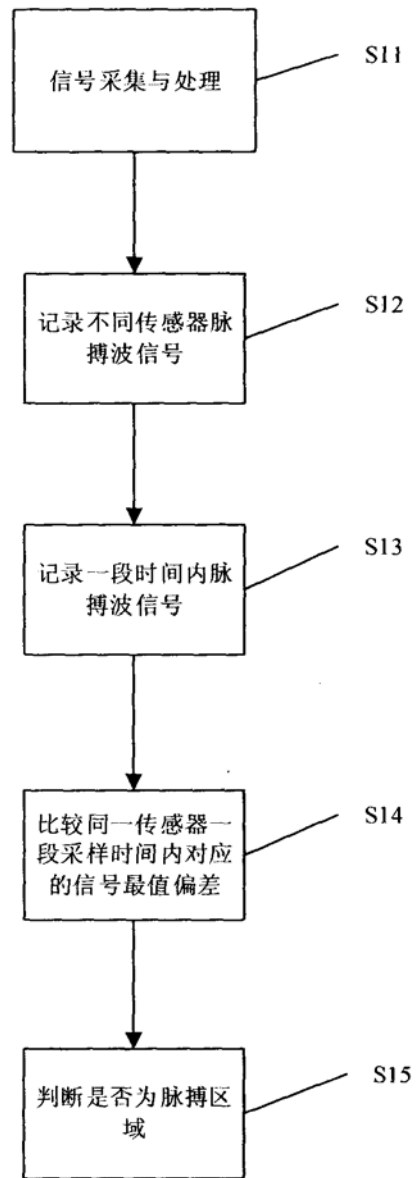 信号采集与处理
S11
记录不同传感器脉
搏波信号
S12
记录一段时间内脉
搏波信号
S13
比较同一传感器一
段采样时间内对应
的信号最值偏差
S14
判断是否为脉搏区
域
S15